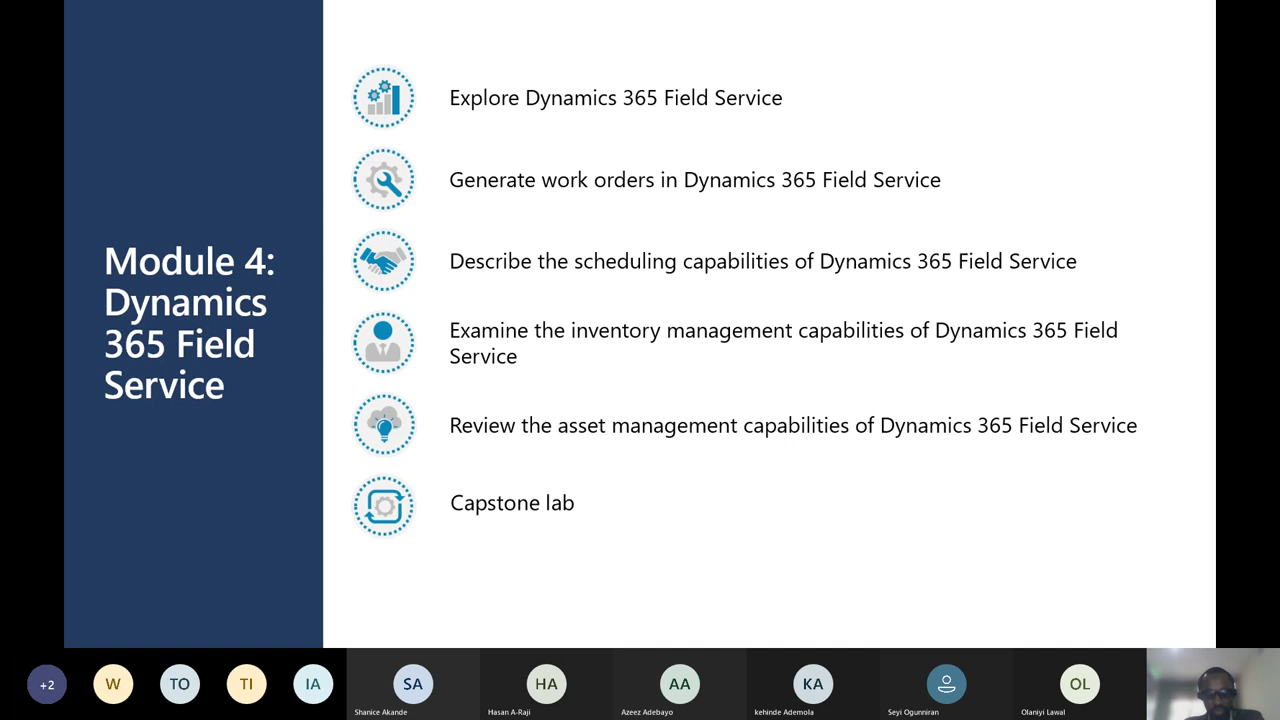 Module 4:
Dynamics
365 Field
Service
Explore Dynamics 365 Field Service
Generate work orders in Dynamics 365 Field Service
Describe the scheduling capabilities of Dynamics 365 Field Service
Examine the inventory management capabilities of Dynamics 365 Field
Service
Review the asset management capabilities of Dynamics 365 Field Service
Capstone lab
+2
W
TO
TI
IA
SA
HA
AA
KA
OL
Shanice Akande
Hasan A-Raji
Azeez Adebayo
kehinde Ademola
Seyi Ogunniran
Olaniyi Lawal